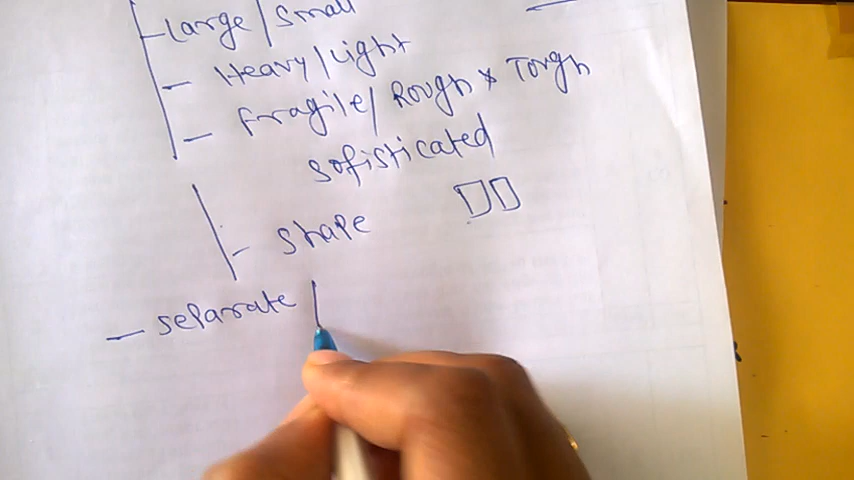 - Large / Small
- Heavy / Light
- Fragile / Rough & Tough
sofisticated
- shape
- separate /